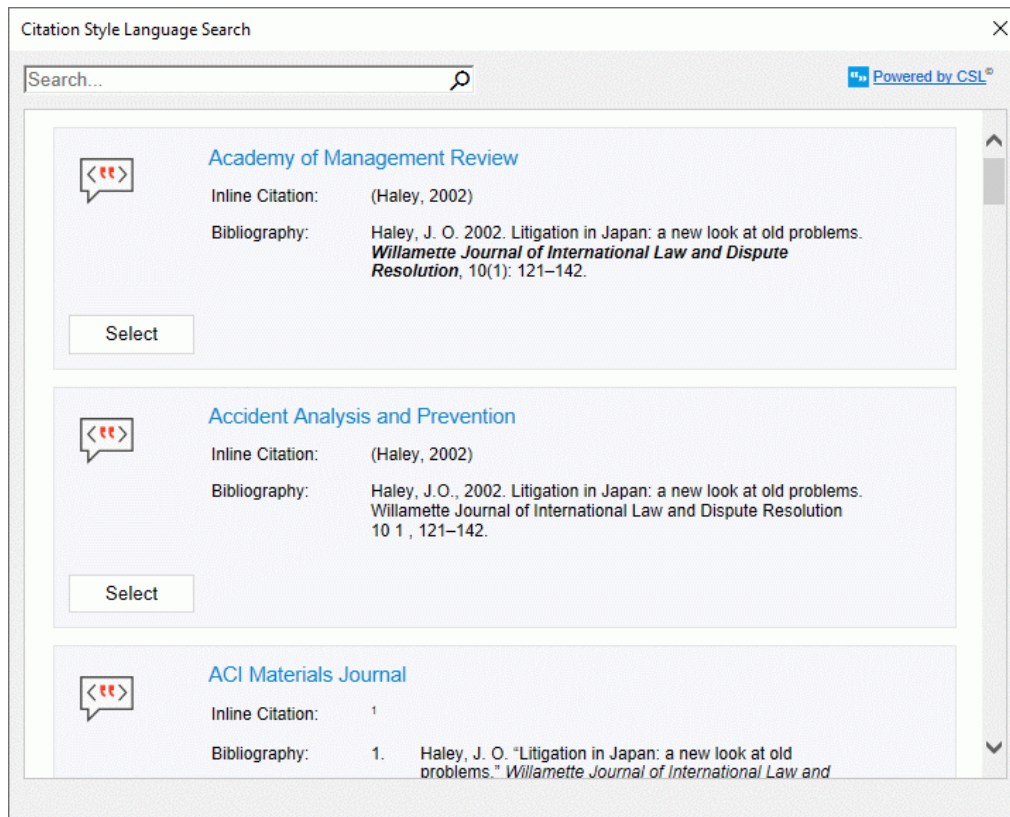 Citation Style Language Search
Search...
Powered by CSL©
Academy of Management Review
Inline Citation: (Haley, 2002)
Bibliography: Haley, J. O. 2002. Litigation in Japan: a new look at old problems.
Willamette Journal of International Law and Dispute
Resolution, 10(1): 121–142.
Select
Accident Analysis and Prevention
Inline Citation: (Haley, 2002)
Bibliography: Haley, J.O., 2002. Litigation in Japan: a new look at old problems.
Willamette Journal of International Law and Dispute Resolution
10 1 , 121–142.
Select
ACI Materials Journal
Inline Citation: 1
Bibliography: 1. Haley, J. O. “Litigation in Japan: a new look at old
problems.” Willamette Journal of International Law and